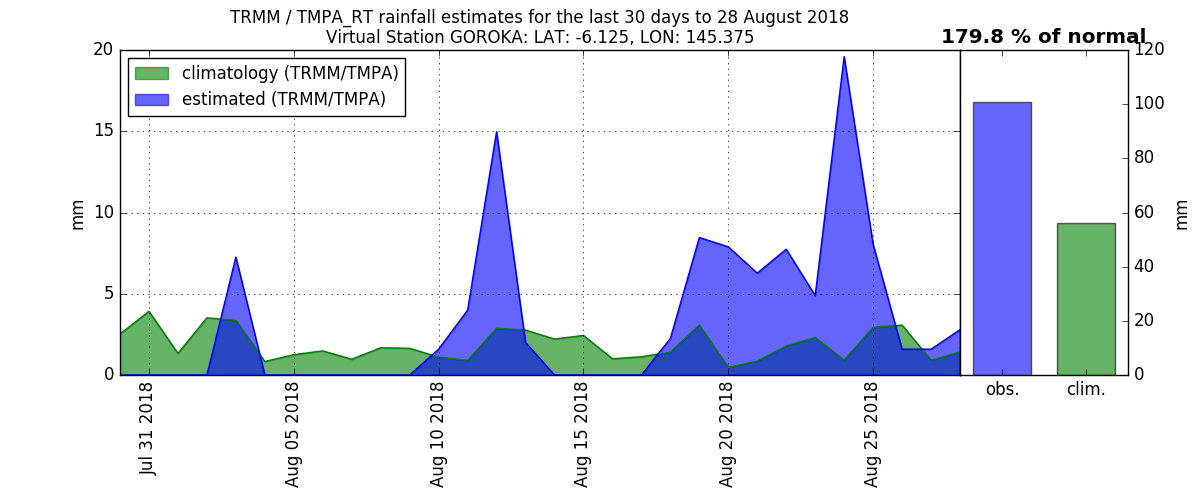 TRMM / TMPA_RT rainfall estimates for the last 30 days to 28 August 2018
Virtual Station GOROKA: LAT: -6.125, LON: 145.375
179.8 % of normal
climatology (TRMM/TMPA)
estimated (TRMM/TMPA)
20
15
10
5
0
mm
Jul 31 2018
Aug 05 2018
Aug 10 2018
Aug 15 2018
Aug 20 2018
Aug 25 2018
120
100
80
60
40
20
0
mm
obs.
clim.